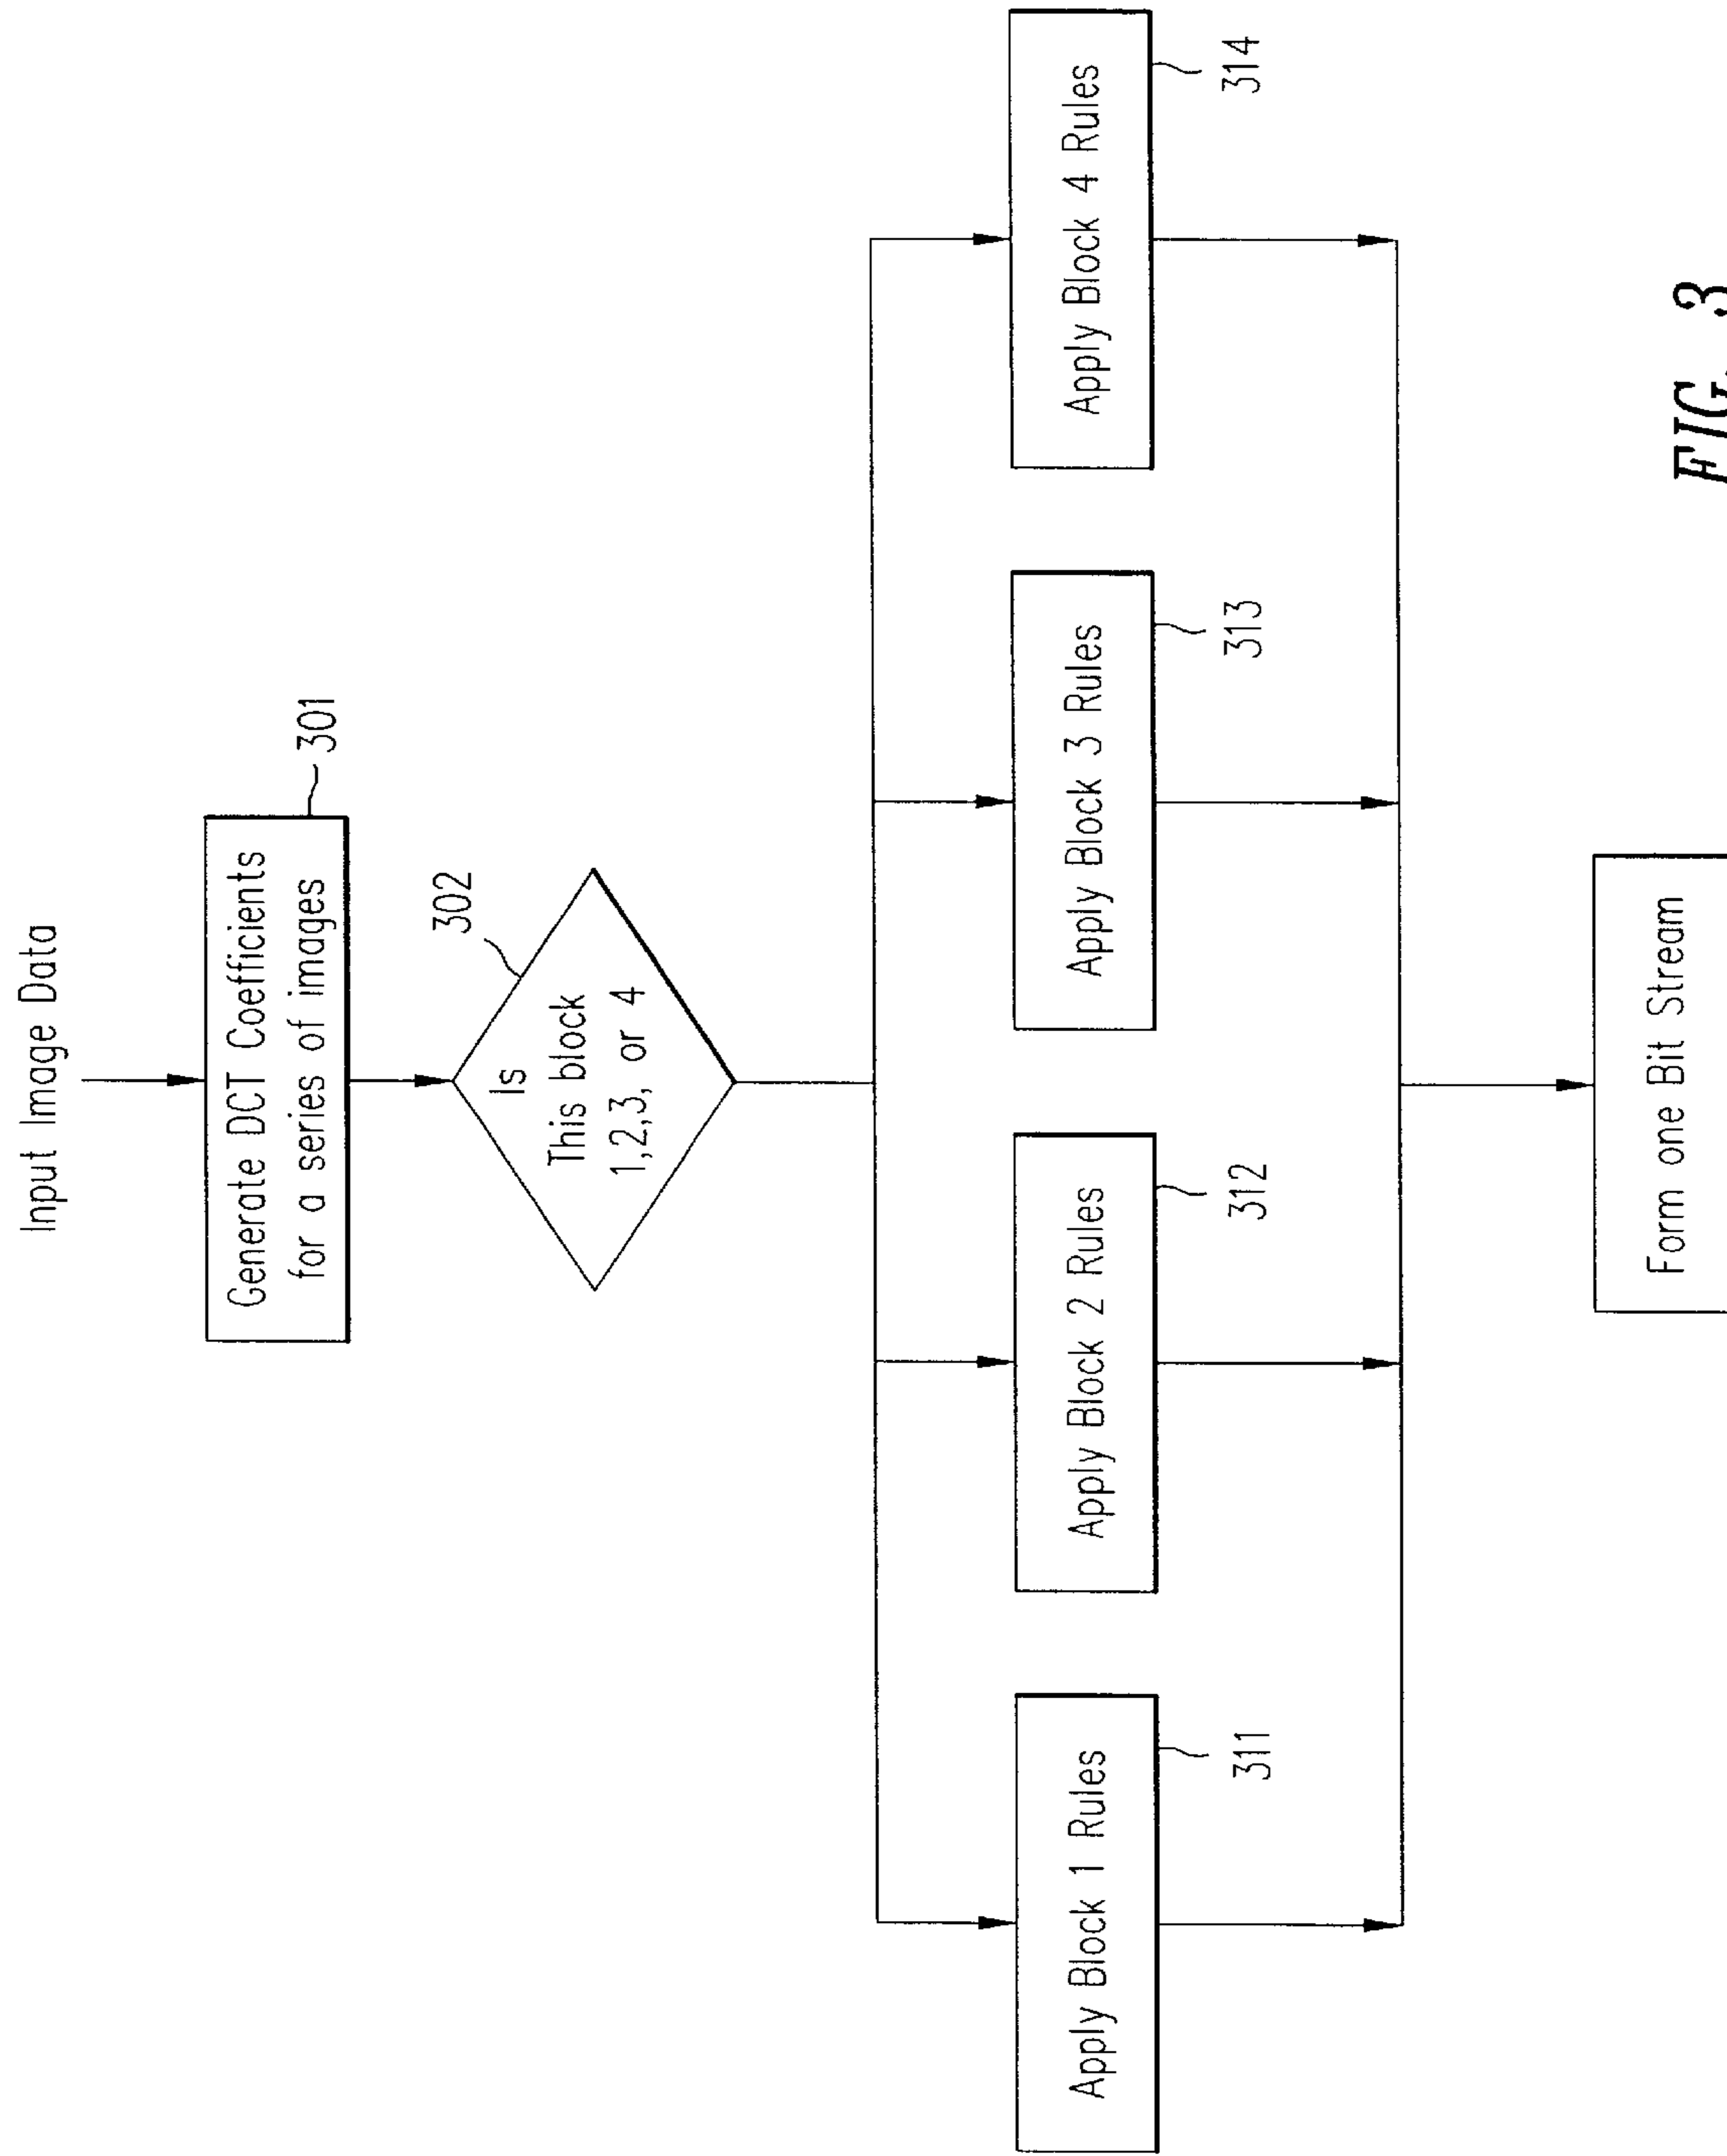 Input Image Data
Generate DCT Coefficients
for a series of images
301
302
Is
This block
1,2,3, or 4
Apply Block 1 Rules
311
Apply Block 2 Rules
312
Apply Block 3 Rules
313
Apply Block 4 Rules
314
Form one Bit Stream
FIG. 3